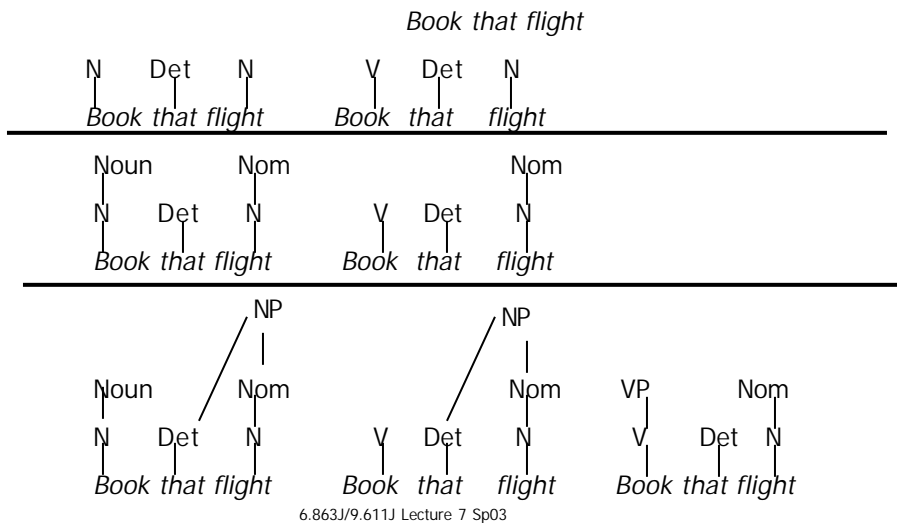 Book that flight
N Det N V Det N
Book that flight Book that flight
Noun Nom Nom
N Det N V Det N
Book that flight Book that flight
NP NP
Noun Nom Nom VP Nom
N Det N V Det N V Det N
Book that flight Book that flight Book that flight
6.863J/9.611J Lecture 7 Sp03